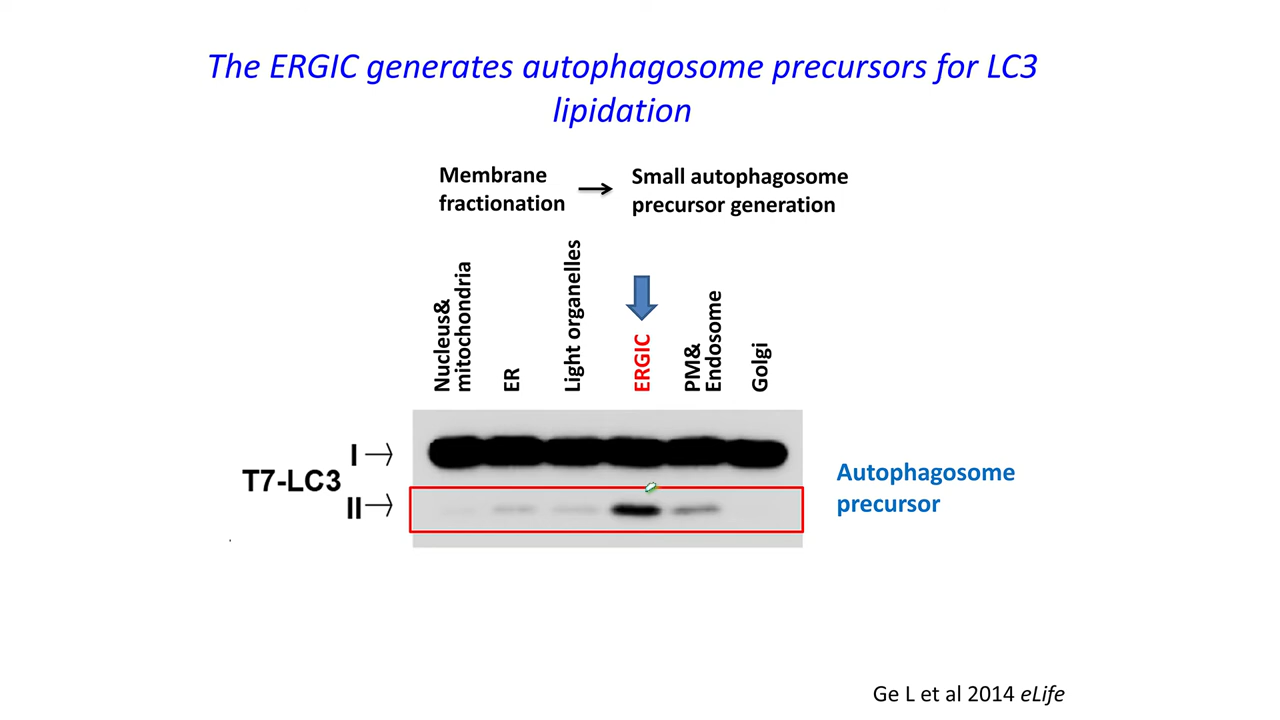 The ERGIC generates autophagosome precursors for LC3
lipidation
Membrane
fractionation
Small autophagosome
precursor generation
Nucleus&
mitochondria
ER
Light organelles
ERGIC
PM&
Endosome
Golgi
T7-LC3
I
II
Autophagosome
precursor
Ge L et al 2014 eLife